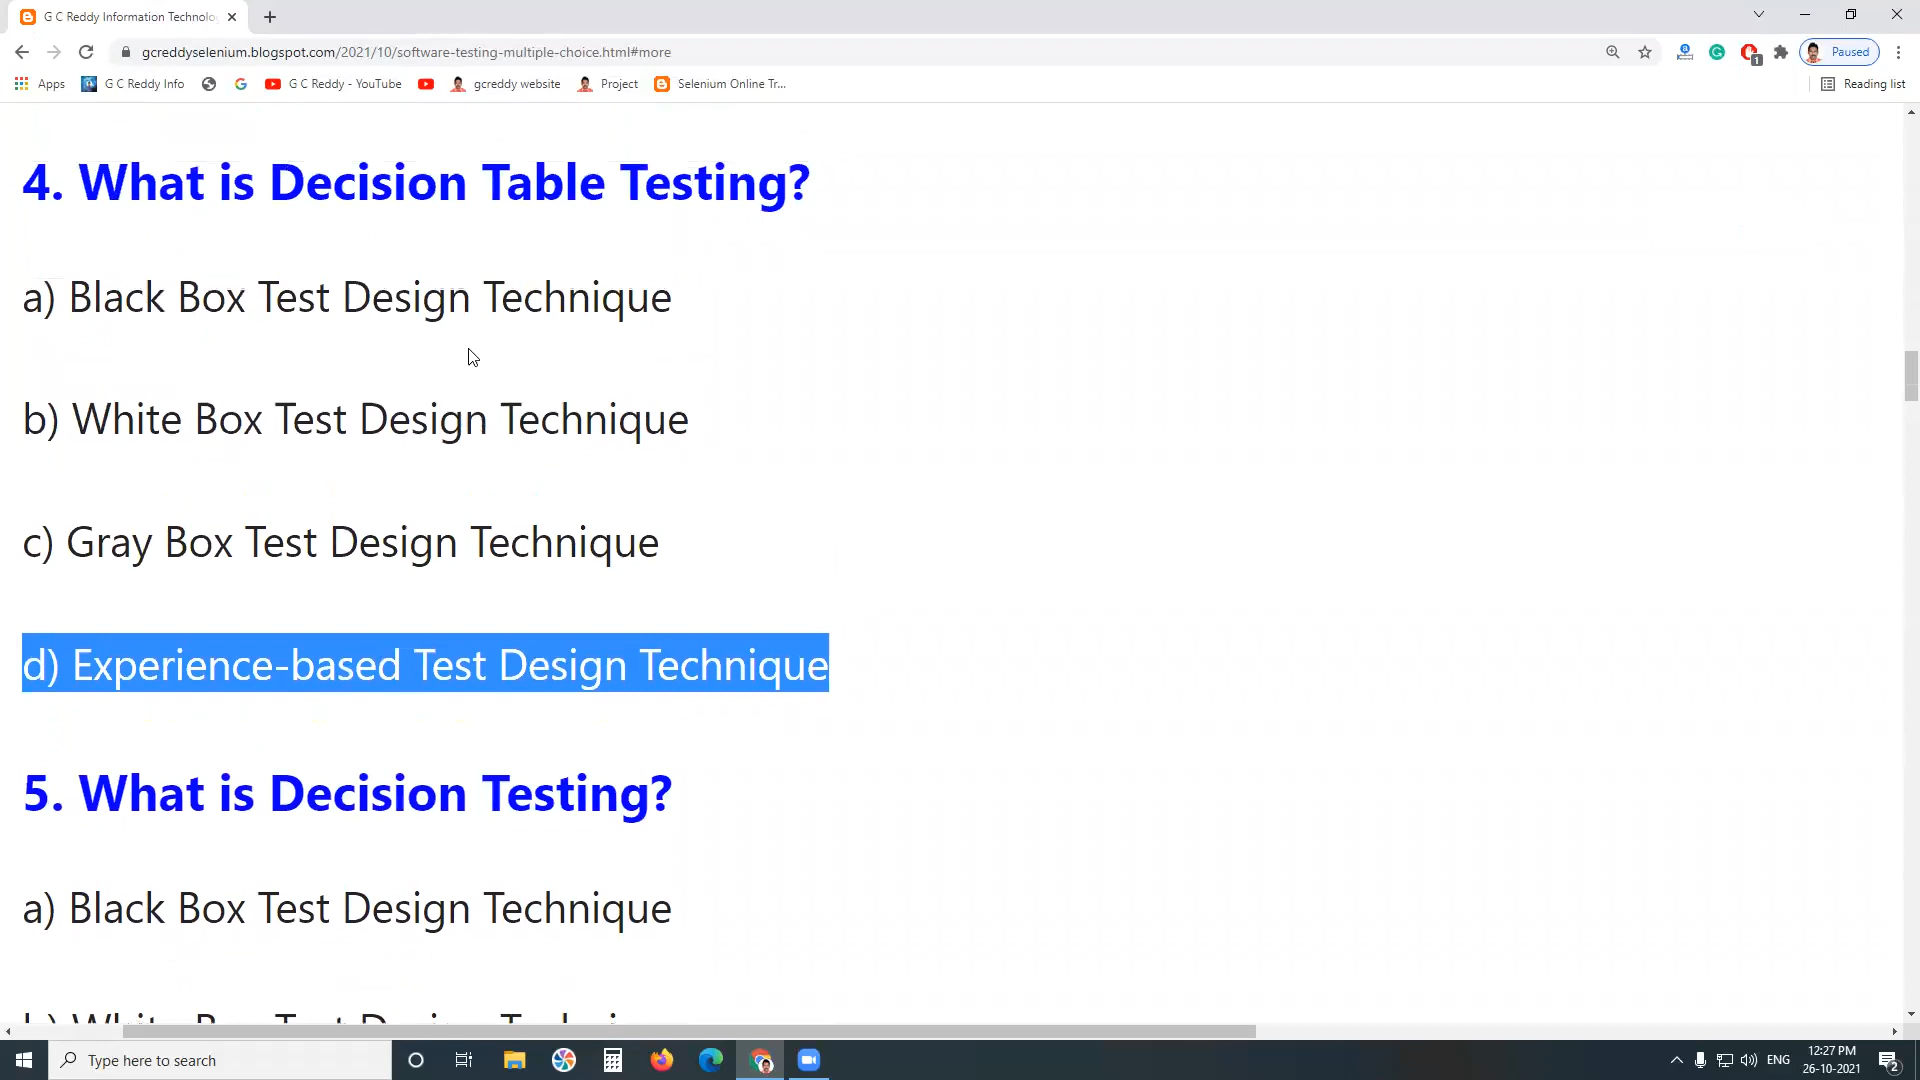 G C Reddy Information Technolo
gcreddyselenium.blogspot.com/2021/10/software-testing-multiple-choice.html#more
1
Paused
Apps
G C Reddy Info
G C Reddy - YouTube
gcreddy website
Project
Selenium Online Tr...
Reading list
4. What is Decision Table Testing?
a) Black Box Test Design Technique
b) White Box Test Design Technique
c) Gray Box Test Design Technique
d) Experience-based Test Design Technique
5. What is Decision Testing?
a) Black Box Test Design Technique
Type here to search
ENG
12:27 PM
26-10-2021
2